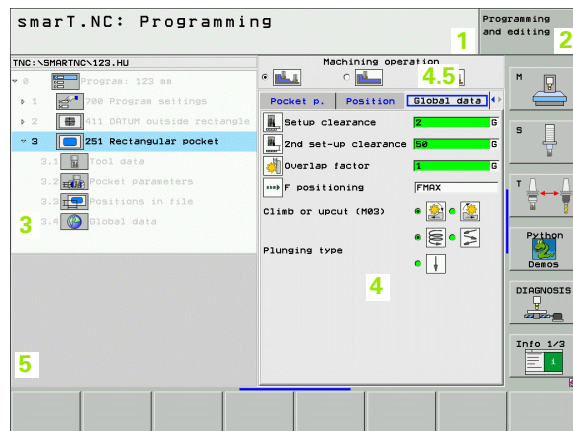 smarT.NC: Programming
1
Programming
and editing
2
TNC:\SMARTNC\123.HU
0 Program: 123 mm
1 700 Program settings
2 411 DATUM outside rectangle
3 251 Rectangular pocket
3.1 Tool data
3.2 Pocket parameters
3.3 Positions in file
3.4 Global data
3
5
Machining operation
4.5
Pocket p. Position Global data
Setup clearance 2 G
2nd set-up clearance 50 G
Overlap factor 1 G
F positioning FMAX
Climb or upcut (M03)
Plunging type
4
M
S
T
Python
Demos
DIAGNOSIS
Info 1/3
i